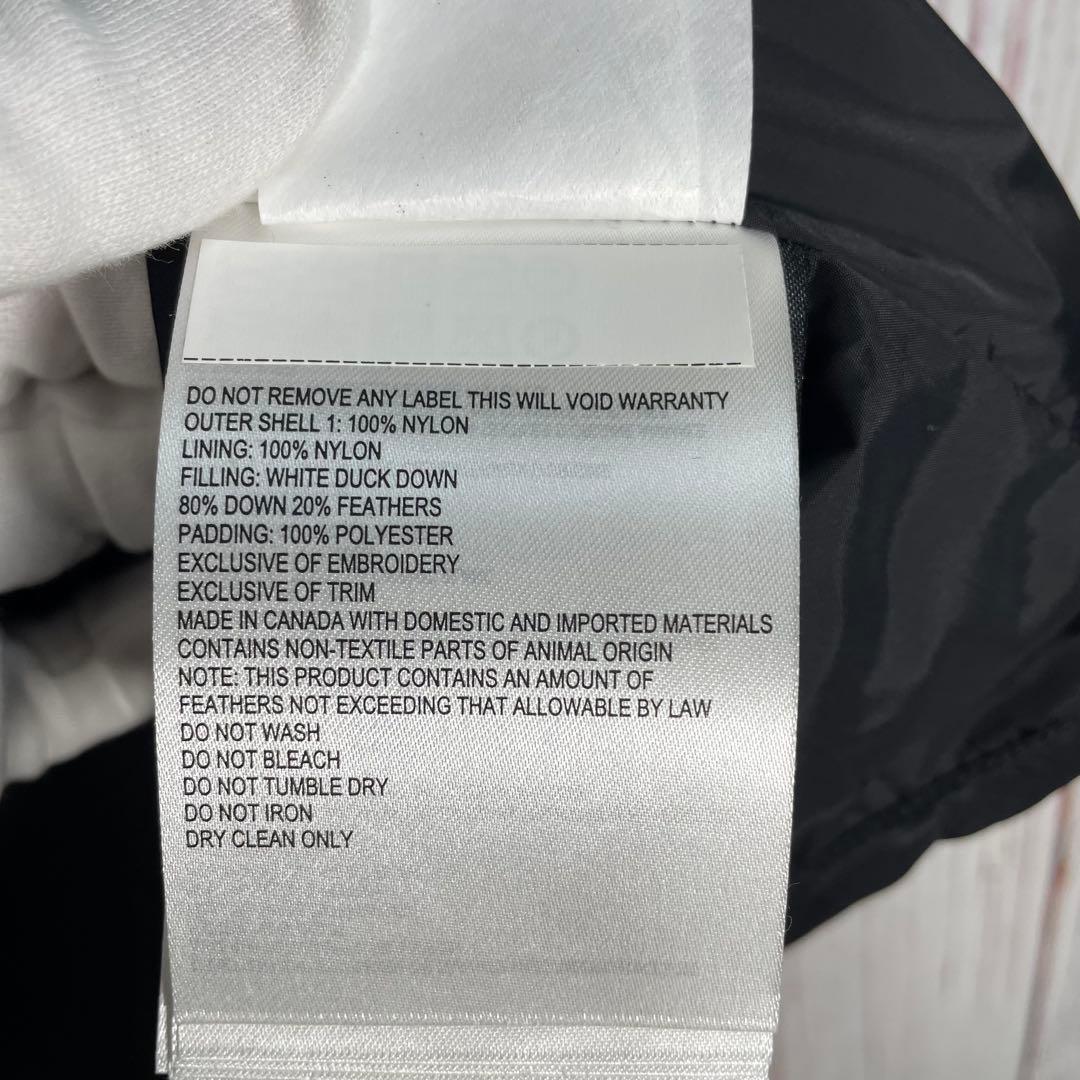 DO NOT REMOVE ANY LABEL THIS WILL VOID WARRANTY
OUTER SHELL 1: 100% NYLON
LINING: 100% NYLON
FILLING: WHITE DUCK DOWN
80% DOWN 20% FEATHERS
PADDING: 100% POLYESTER
EXCLUSIVE OF EMBROIDERY
EXCLUSIVE OF TRIM
MADE IN CANADA WITH DOMESTIC AND IMPORTED MATERIALS
CONTAINS NON-TEXTILE PARTS OF ANIMAL ORIGIN
NOTE: THIS PRODUCT CONTAINS AN AMOUNT OF
FEATHERS NOT EXCEEDING THAT ALLOWABLE BY LAW
DO NOT WASH
DO NOT BLEACH
DO NOT TUMBLE DRY
DO NOT IRON
DRY CLEAN ONLY